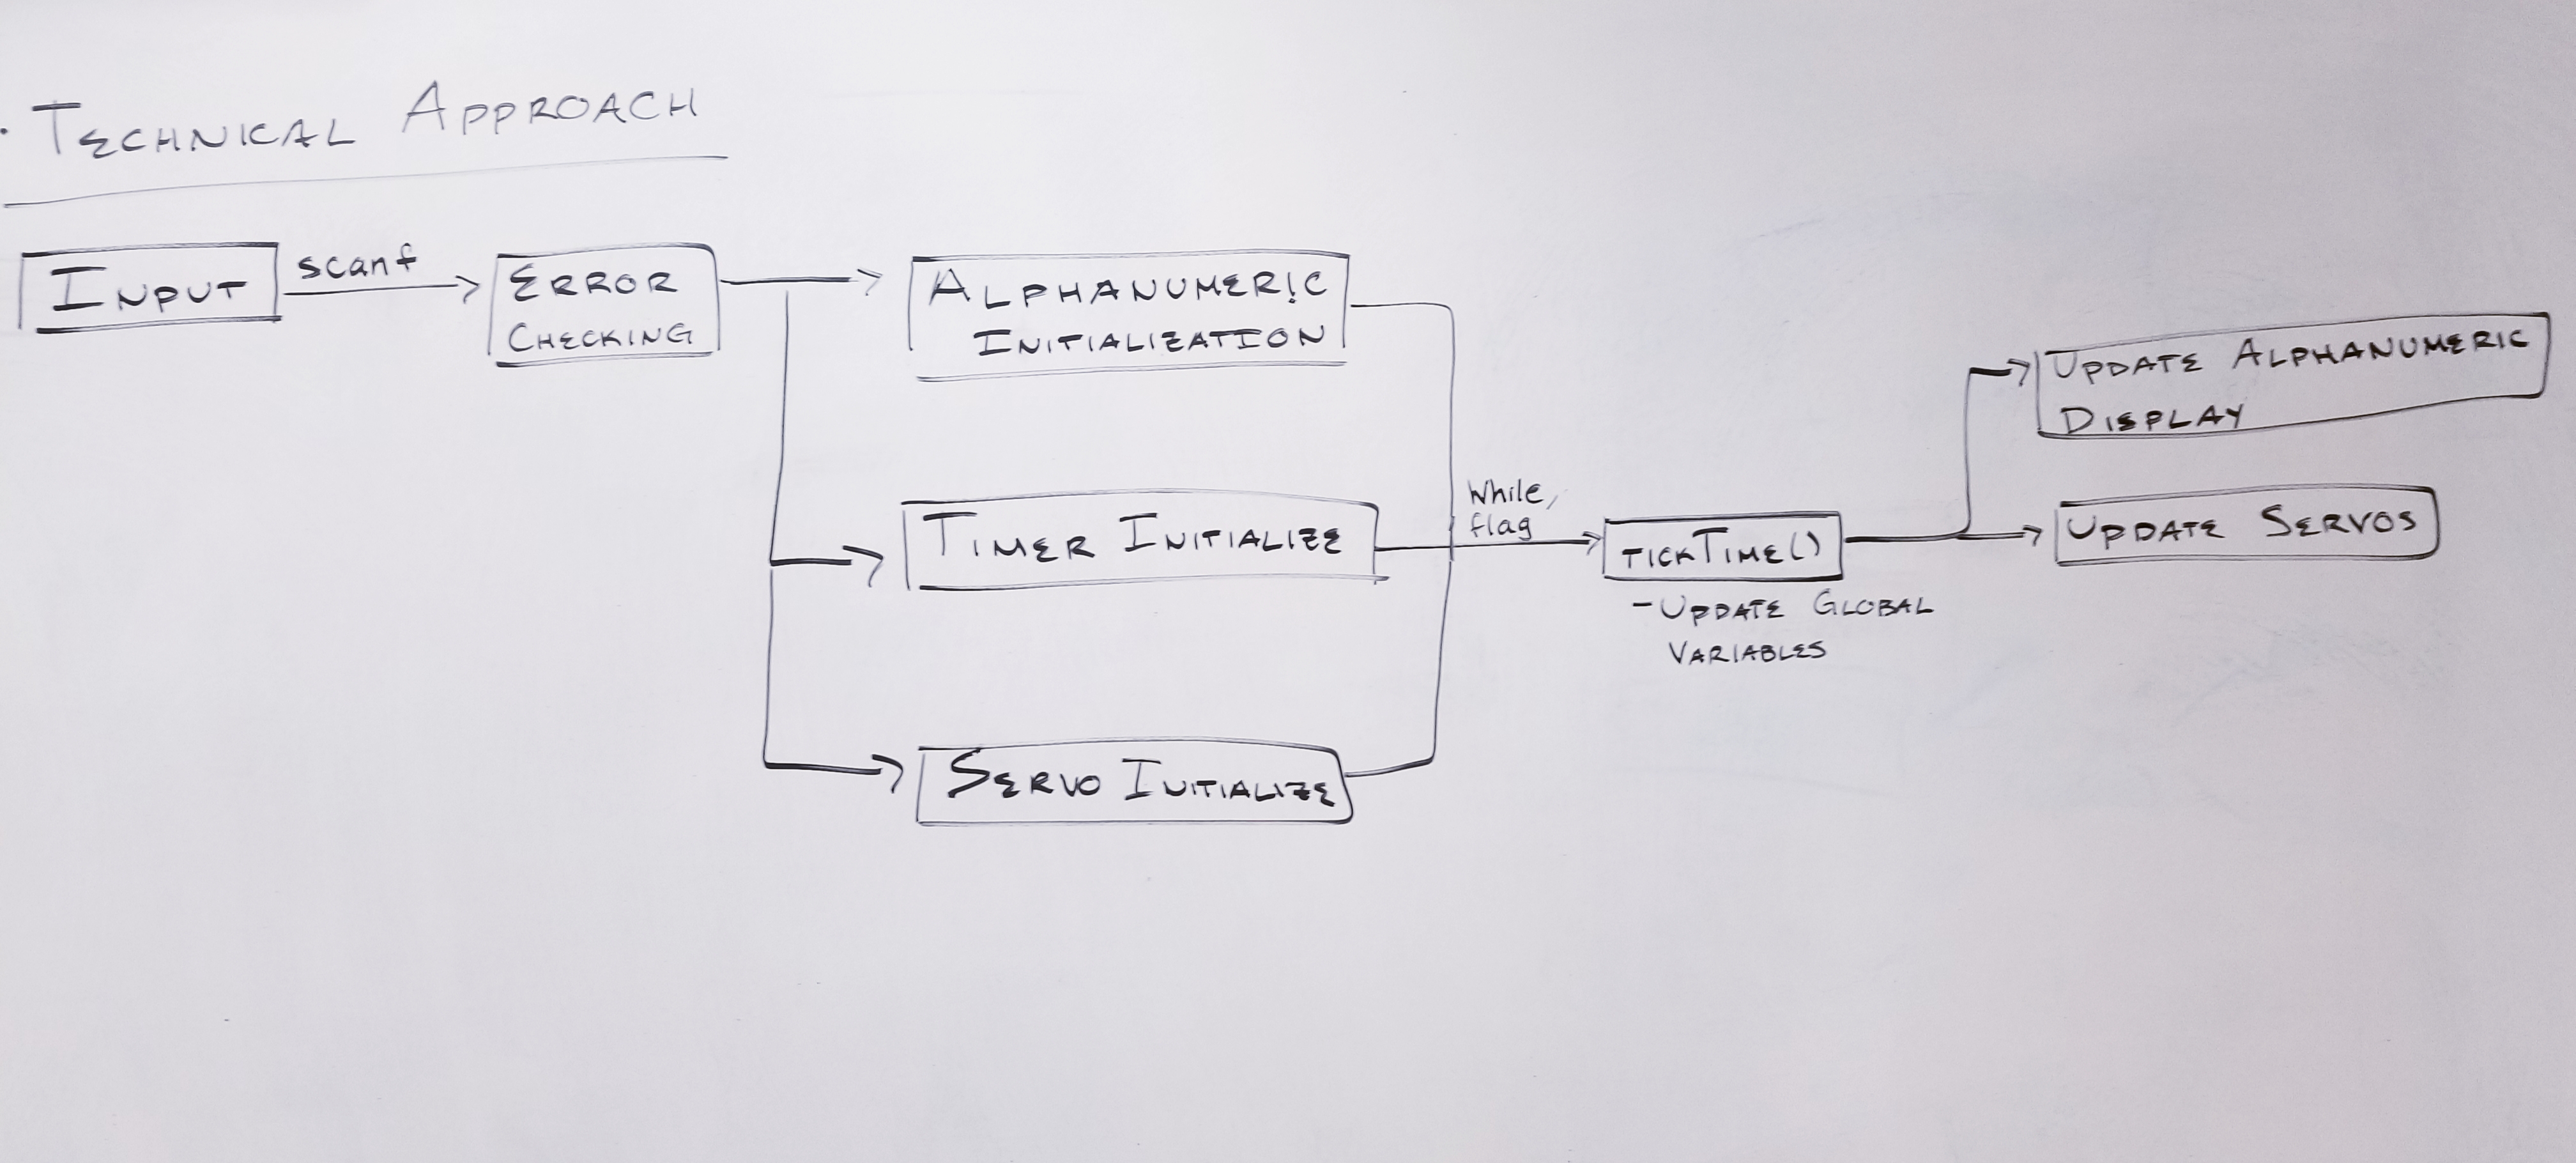 · TECHNICAL APPROACH
INPUT
scanf
ERROR
CHECKING
ALPHANUMERIC
INITIALIZATION
TIMER INITIALIZE
SERVO INITIALIZE
While,
flag
TICKTIME()
- UPDATE GLOBAL
VARIABLES
UPDATE ALPHANUMERIC
DISPLAY
UPDATE SERVOS